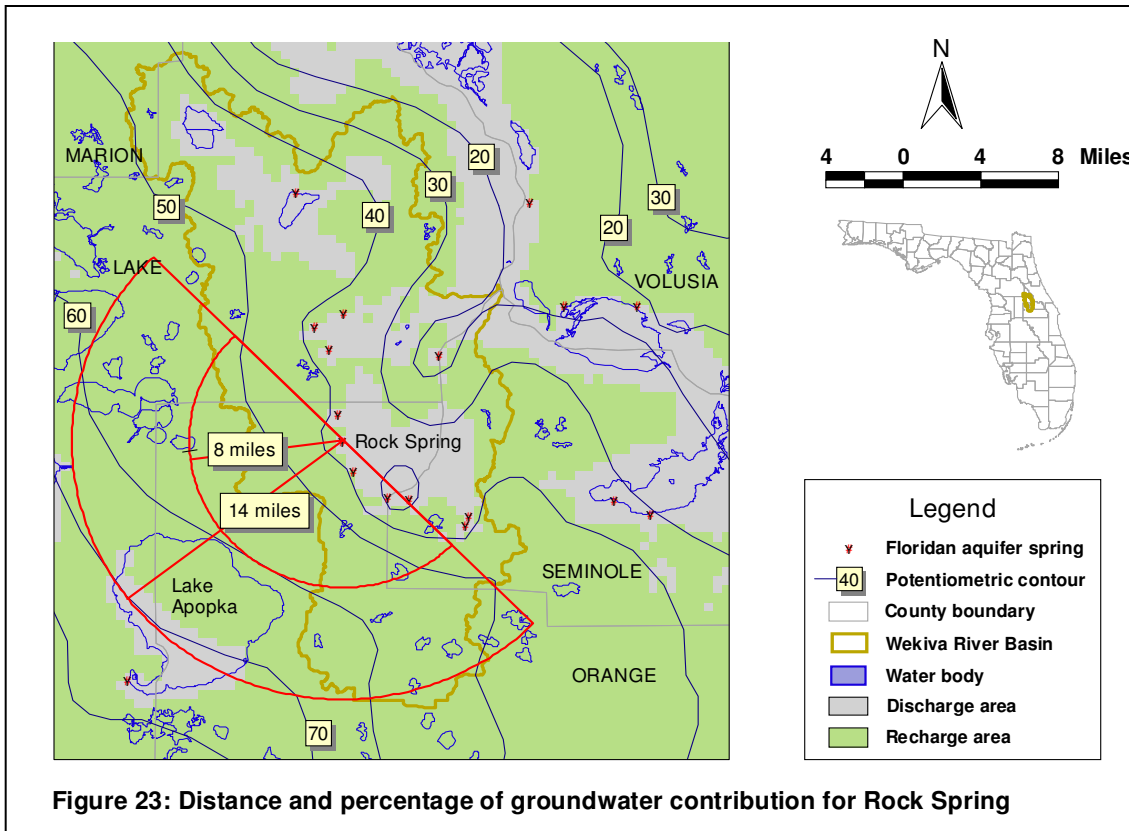 N
4 0 4 8 Miles
MARION
20
30
50
40
30
20
LAKE
VOLUSIA
60
Rock Spring
8 miles
14 miles
SEMINOLE
Lake
Apopka
ORANGE
70
Legend
Floridan aquifer spring
40 Potentiometric contour
County boundary
Wekiva River Basin
Water body
Discharge area
Recharge area
Figure 23: Distance and percentage of groundwater contribution for Rock Spring